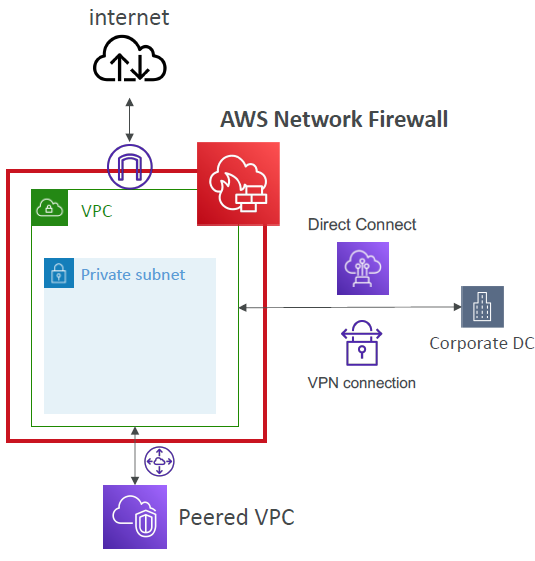 internet
AWS Network Firewall
VPC
Private subnet
Direct Connect
Corporate DC
VPN connection
Peered VPC